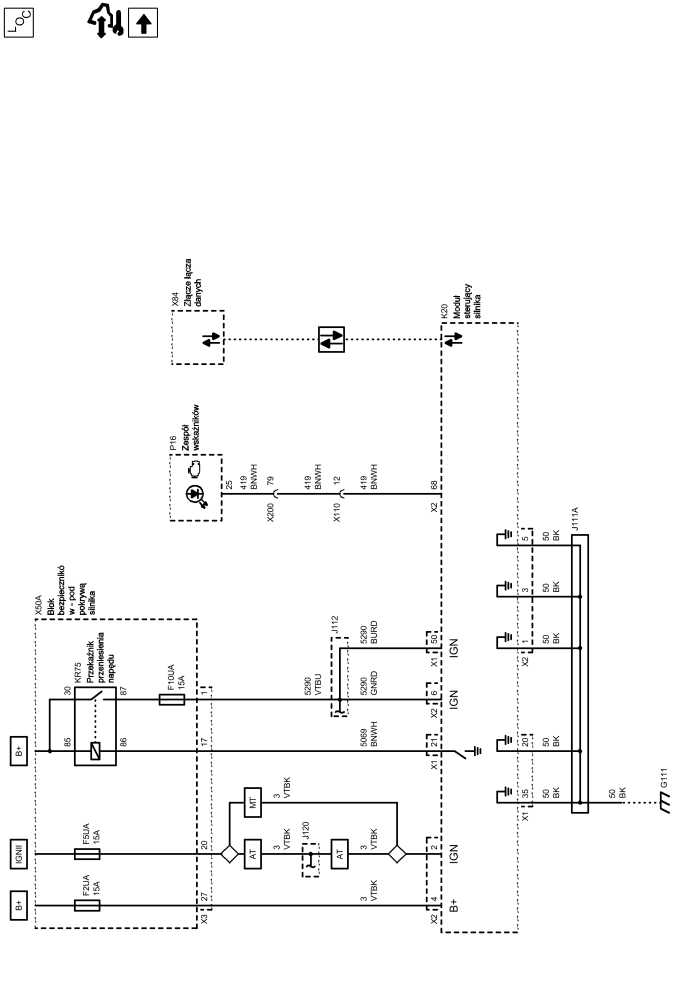 LOC
X84
Złącze łącza
danych
K20
Moduł
sterujący
silnika
P16
Zespół
wskaźników
25
419
BNWH
79
X200
419
BNWH
12
X110
419
BNWH
68
X2
X50A
Blok
bezpiecznikó
w - pod
pokrywą
silnika
KR75
Przekaźnik
przeniesienia
napędu
B+
30
87
85
86
F10UA
15A
1
17
5290
VTBU
J112
5290
BURD
X1
50
IGN
5290
GNRD
X2
6
IGN
5069
BNWH
X1
21
IGNII
F5UA
15A
20
MT
3
VTBK
AT
3
VTBK
J120
AT
3
VTBK
2
IGN
B+
F2UA
15A
27
X3
3
VTBK
X2
4
B+
5
50
BK
J111A
3
50
BK
1
X2
50
BK
20
50
BK
35
X1
50
BK
50
BK
G111